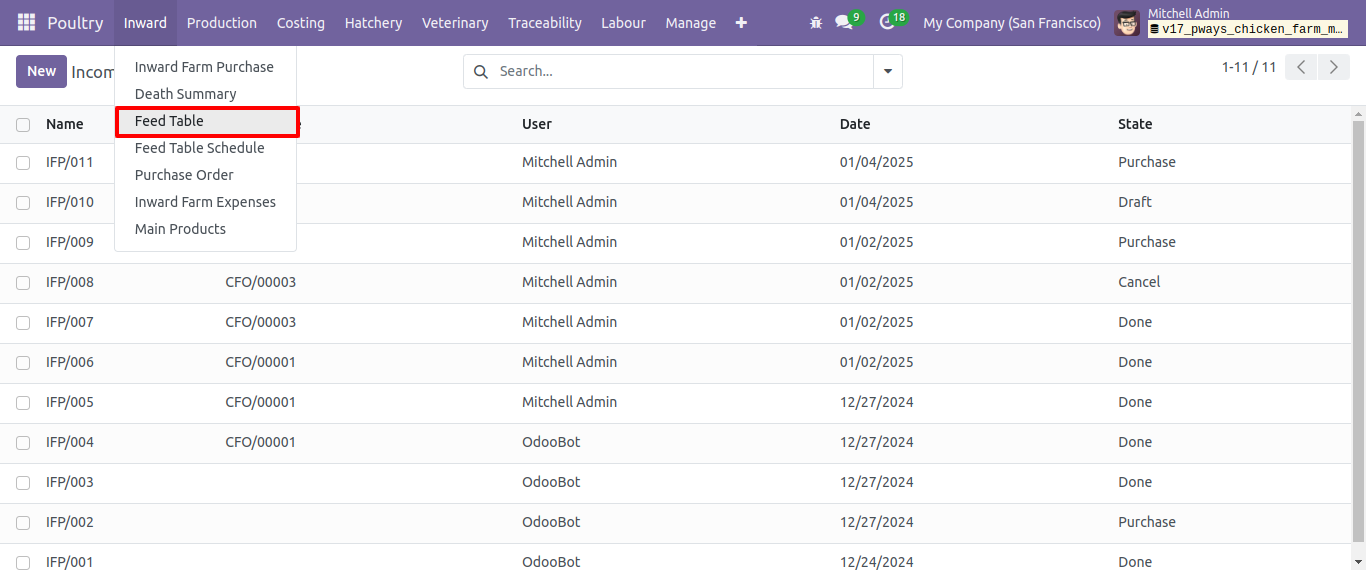 Poultry Inward Production Costing Hatchery Veterinary Traceability Labour Manage 9 18 My Company (San Francisco) Mitchell Admin
v17_pways_chicken_farm_m...
New Incom Search... 1-11 / 11
Inward Farm Purchase
Death Summary
Feed Table
Feed Table Schedule
Purchase Order
Inward Farm Expenses
Main Products
Name User Date State
IFP/011 Mitchell Admin 01/04/2025 Purchase
IFP/010 Mitchell Admin 01/04/2025 Draft
IFP/009 Mitchell Admin 01/02/2025 Purchase
IFP/008 CFO/00003 Mitchell Admin 01/02/2025 Cancel
IFP/007 CFO/00003 Mitchell Admin 01/02/2025 Done
IFP/006 CFO/00001 Mitchell Admin 01/02/2025 Done
IFP/005 CFO/00001 Mitchell Admin 12/27/2024 Done
IFP/004 CFO/00001 OdooBot 12/27/2024 Done
IFP/003 OdooBot 12/27/2024 Done
IFP/002 OdooBot 12/27/2024 Purchase
IFP/001 OdooBot 12/24/2024 Done